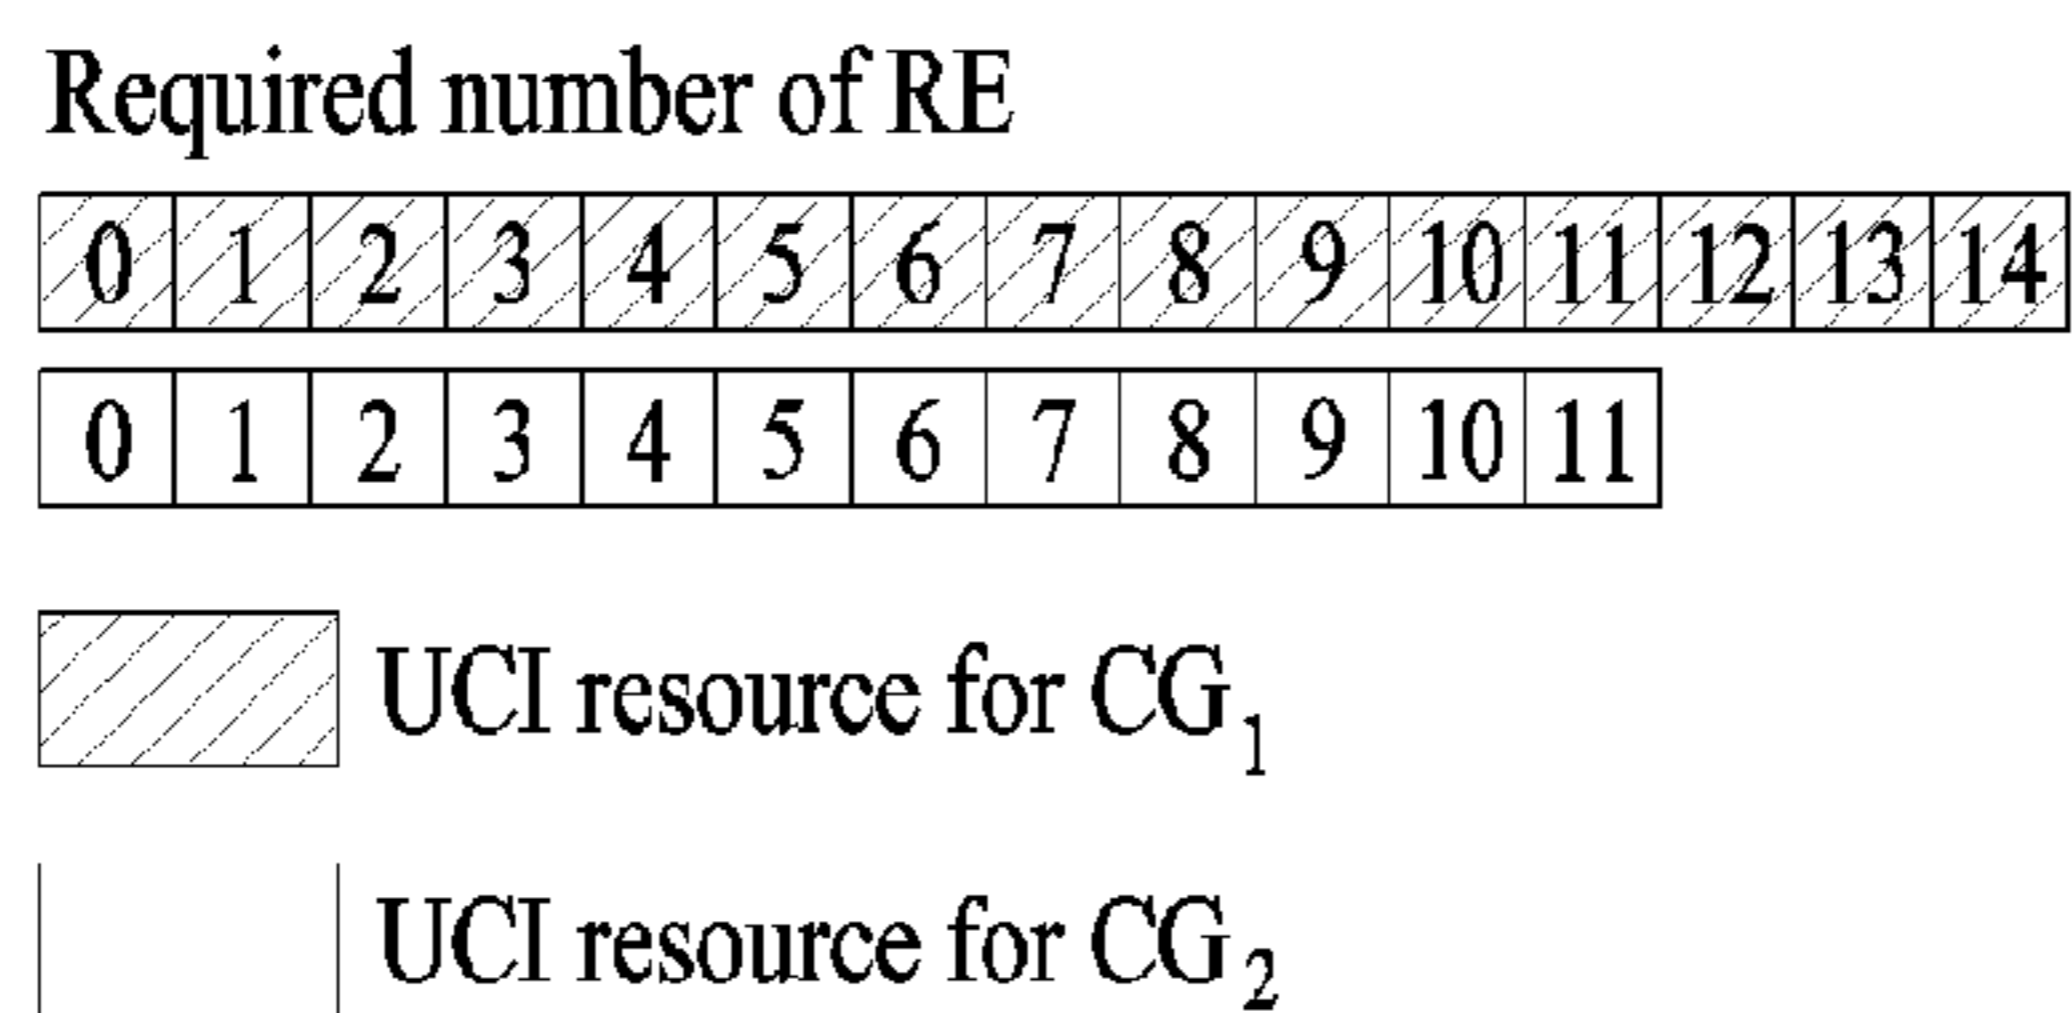 Required number of RE
0 1 2 3 4 5 6 7 8 9 10 11 12 13 14
0 1 2 3 4 5 6 7 8 9 10 11
UCI resource for CG₁
UCI resource for CG₂